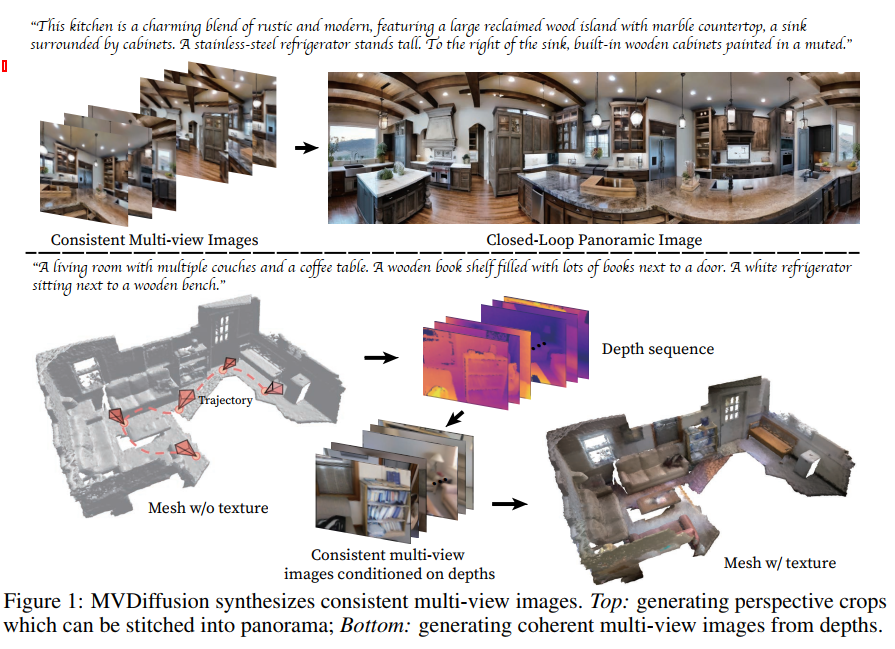 “This kitchen is a charming blend of rustic and modern, featuring a large reclaimed wood island with marble countertop, a sink
surrounded by cabinets. A stainless-steel refrigerator stands tall. To the right of the sink, built-in wooden cabinets painted in a muted.”
Consistent Multi-view Images
Closed-Loop Panoramic Image
“A living room with multiple couches and a coffee table. A wooden book shelf filled with lots of books next to a door. A white refrigerator
sitting next to a wooden bench.”
Depth sequence
Trajectory
Mesh w/o texture
Consistent multi-view
images conditioned on depths
Mesh w/ texture
Figure 1: MVDiffusion synthesizes consistent multi-view images. Top: generating perspective crops
which can be stitched into panorama; Bottom: generating coherent multi-view images from depths.